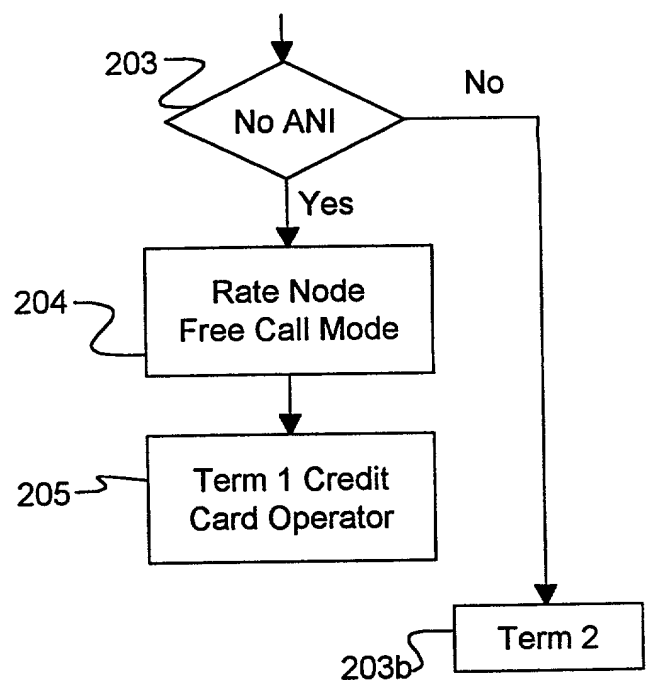 203
No
No ANI
Yes
204
Rate Node
Free Call Mode
205
Term 1 Credit
Card Operator
Term 2
203b